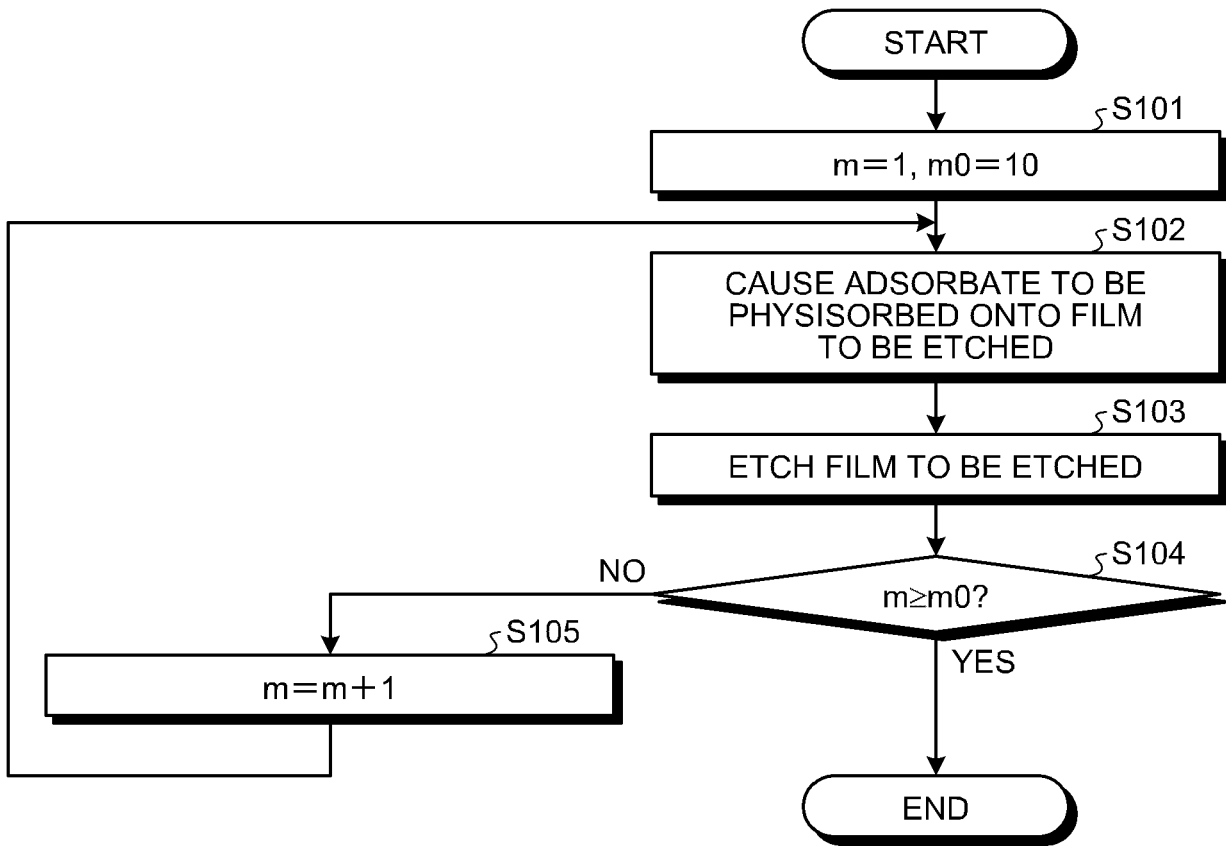 START
S101
m=1, m0=10
S102
CAUSE ADSORBATE TO BE
PHYSISORBED ONTO FILM
TO BE ETCHED
S103
ETCH FILM TO BE ETCHED
S104
m≥m0?
NO
YES
S105
m=m+1
END